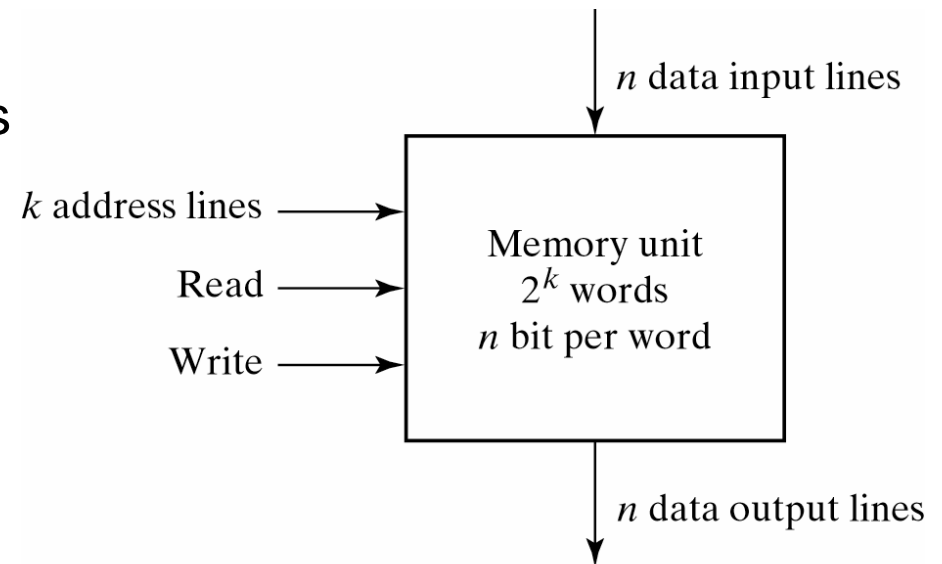 n data input lines
s
k address lines
Read
Write
Memory unit
2^k words
n bit per word
n data output lines